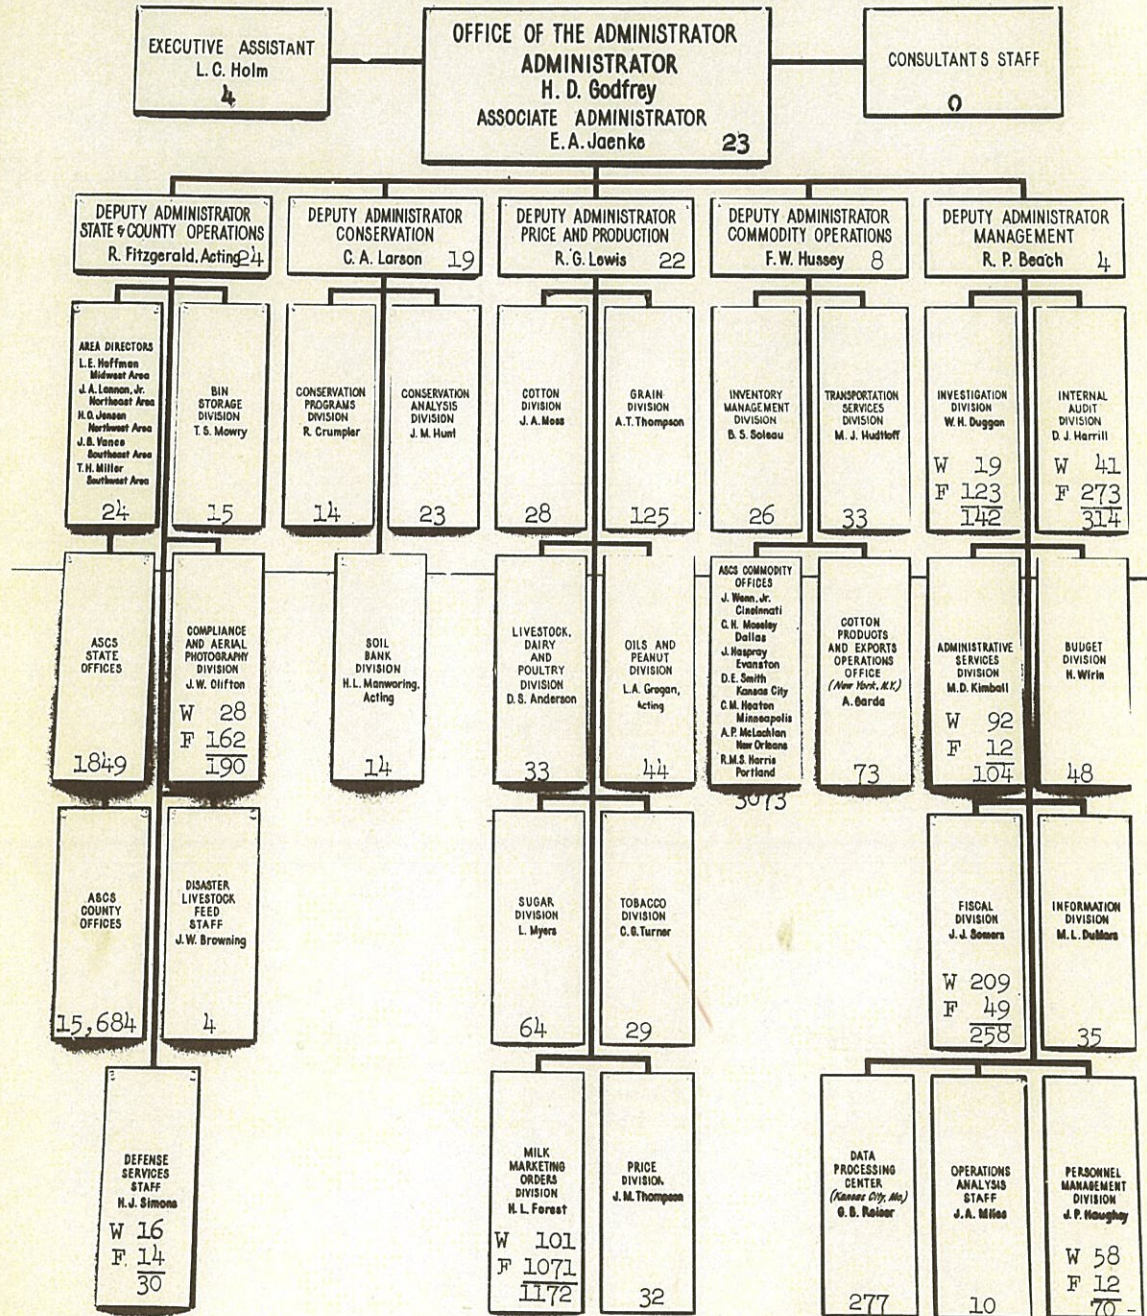 EXECUTIVE ASSISTANT
L. C. Holm
4
OFFICE OF THE ADMINISTRATOR
ADMINISTRATOR
H. D. Godfrey
ASSOCIATE ADMINISTRATOR
E. A. Jaenke 23
CONSULTANTS STAFF
0
DEPUTY ADMINISTRATOR
STATE & COUNTY OPERATIONS
R. Fitzgerald, Acting 24
DEPUTY ADMINISTRATOR
CONSERVATION
C. A. Larson 19
DEPUTY ADMINISTRATOR
PRICE AND PRODUCTION
R. G. Lewis 22
DEPUTY ADMINISTRATOR
COMMODITY OPERATIONS
F. W. Hussey 8
DEPUTY ADMINISTRATOR
MANAGEMENT
R. P. Beach 4
AREA DIRECTORS
L. E. Hoffman
Midwest Area
J. A. Lannan, Jr.
Northeast Area
H. O. Jensen
Northwest Area
J. B. Vance
Southeast Area
T. H. Miller
Southwest Area
24
BIN
STORAGE
DIVISION
T. S. Mowry
15
CONSERVATION
PROGRAMS
DIVISION
R. Crumpler
14
CONSERVATION
ANALYSIS
DIVISION
J. M. Hunt
23
COTTON
DIVISION
J. A. Moss
28
GRAIN
DIVISION
A. T. Thompson
125
INVENTORY
MANAGEMENT
DIVISION
B. S. Soleau
26
TRANSPORTATION
SERVICES
DIVISION
M. J. Hudtloff
33
INVESTIGATION
DIVISION
W. H. Duggan
W 19
F 123
142
INTERNAL
AUDIT
DIVISION
D. J. Harrill
W 41
F 273
314
ASCS
STATE
OFFICES
1849
COMPLIANCE
AND AERIAL
PHOTOGRAPHY
DIVISION
J. W. Clifton
W 28
F 162
190
SOIL
BANK
DIVISION
H. L. Manwaring,
Acting
14
LIVESTOCK,
DAIRY
AND
POULTRY
DIVISION
D. S. Anderson
33
OILS AND
PEANUT
DIVISION
L. A. Grogan,
Acting
44
ASCS COMMODITY
OFFICES
J. Wenn, Jr.
Cincinnati
C. H. Moseley
Dallas
J. Haspray
Evanston
D. E. Smith
Kansas City
C. M. Heaton
Minneapolis
A. P. McLachlan
New Orleans
R. M. S. Harris
Portland
3073
COTTON
PRODUCTS
AND EXPORTS
OPERATIONS
OFFICE
(New York, N.Y.)
A. Garda
73
ADMINISTRATIVE
SERVICES
DIVISION
M. D. Kimball
W 92
F 12
104
BUDGET
DIVISION
H. Wirin
48
ASCS
COUNTY
OFFICES
15,684
DISASTER
LIVESTOCK
FEED
STAFF
J. W. Browning
4
SUGAR
DIVISION
L. Myers
64
TOBACCO
DIVISION
C. G. Turner
29
FISCAL
DIVISION
J. J. Somers
W 209
F 49
258
INFORMATION
DIVISION
M. L. DuMars
35
DEFENSE
SERVICES
STAFF
H. J. Simons
W 16
F 14
30
MILK
MARKETING
ORDERS
DIVISION
H. L. Forest
W 101
F 1071
1172
PRICE
DIVISION
J. M. Thompson
32
DATA
PROCESSING
CENTER
(Kansas City, Mo.)
G. B. Reiser
277
OPERATIONS
ANALYSIS
STAFF
J. A. Miles
10
PERSONNEL
MANAGEMENT
DIVISION
J. P. Haughey
W 58
F 12
70